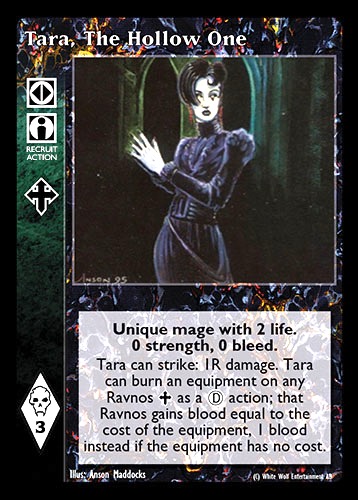 Tara, The Hollow One
RECRUIT
ACTION
ANSON 95
Unique mage with 2 life.
0 strength, 0 bleed.
Tara can strike: 1R damage. Tara
can burn an equipment on any
Ravnos as a Ⓓ action; that
Ravnos gains blood equal to the
cost of the equipment, 1 blood
instead if the equipment has no cost.
3
Illus: Anson Maddocks
(C) White Wolf Entertainment AB